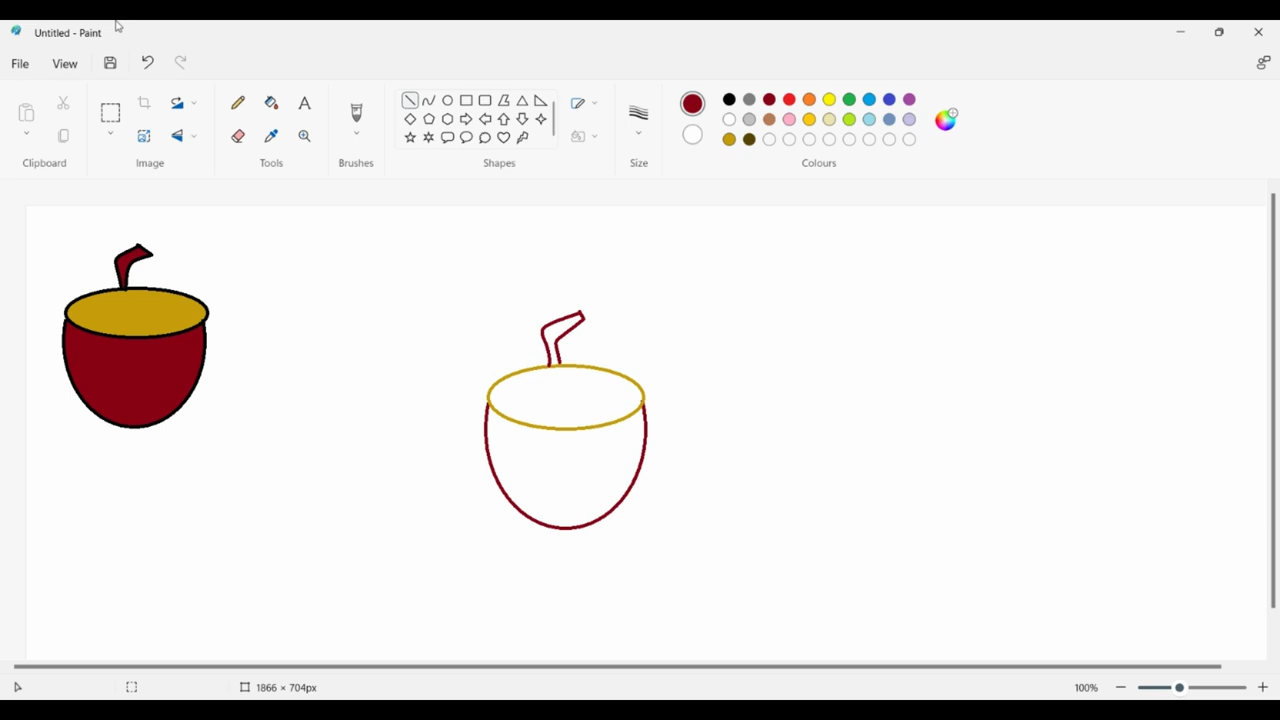 Untitled - Paint
File View
Clipboard Image Tools Brushes Shapes Size Colours
1866 × 704px 100%